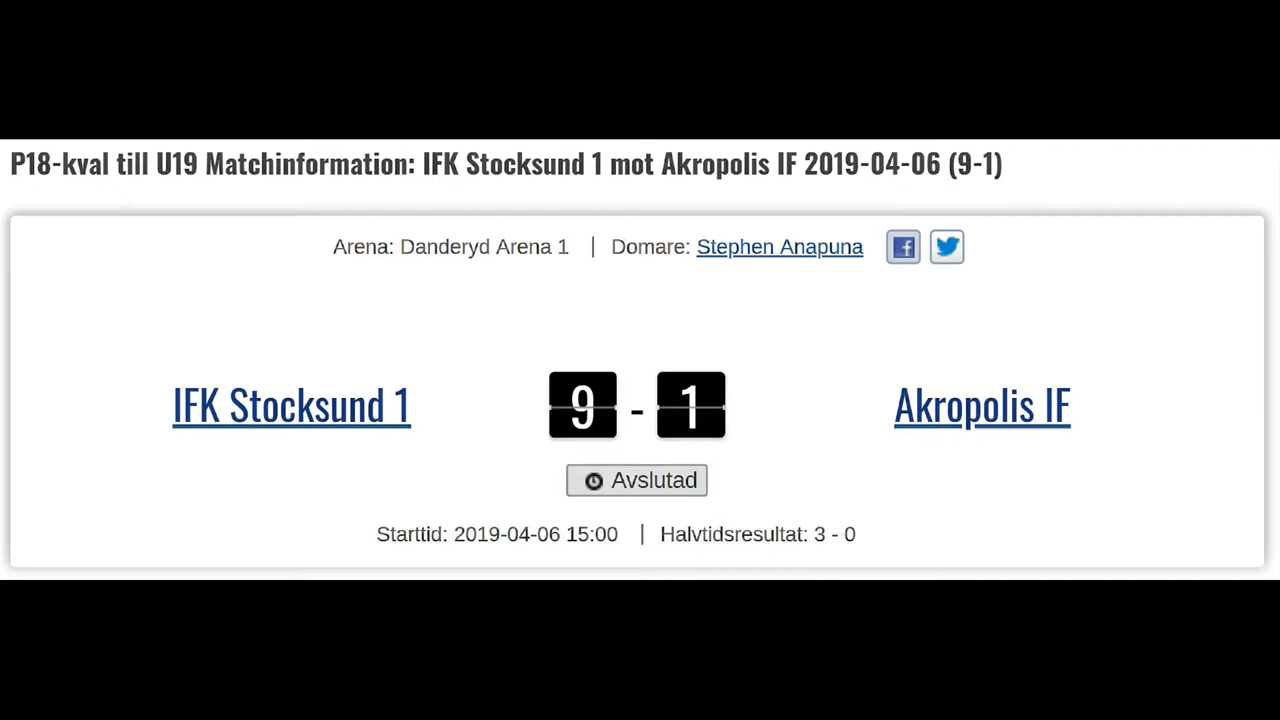 P18-kval till U19 Matchinformation: IFK Stocksund 1 mot Akropolis IF 2019-04-06 (9-1)
Arena: Danderyd Arena 1 | Domare: Stephen Anapuna
IFK Stocksund 1 9 - 1 Akropolis IF
Avslutad
Starttid: 2019-04-06 15:00 | Halvtidsresultat: 3 - 0